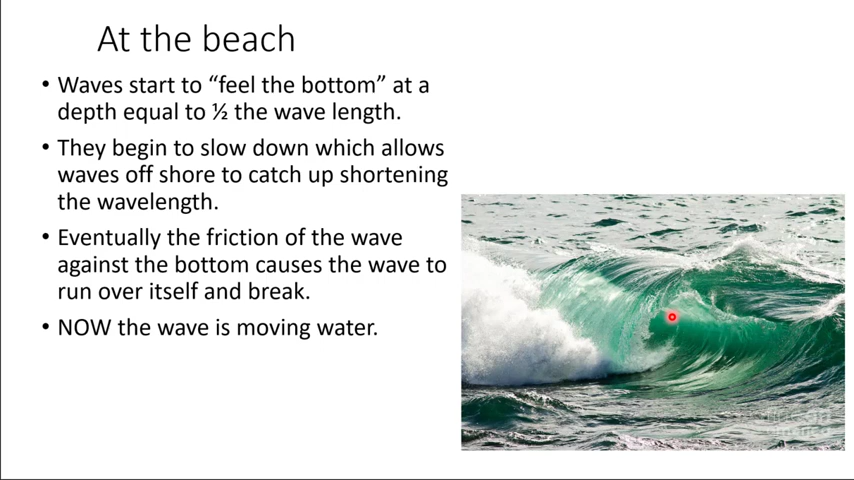 At the beach
• Waves start to “feel the bottom” at a
depth equal to ½ the wave length.
• They begin to slow down which allows
waves off shore to catch up shortening
the wavelength.
• Eventually the friction of the wave
against the bottom causes the wave to
run over itself and break.
• NOW the wave is moving water.